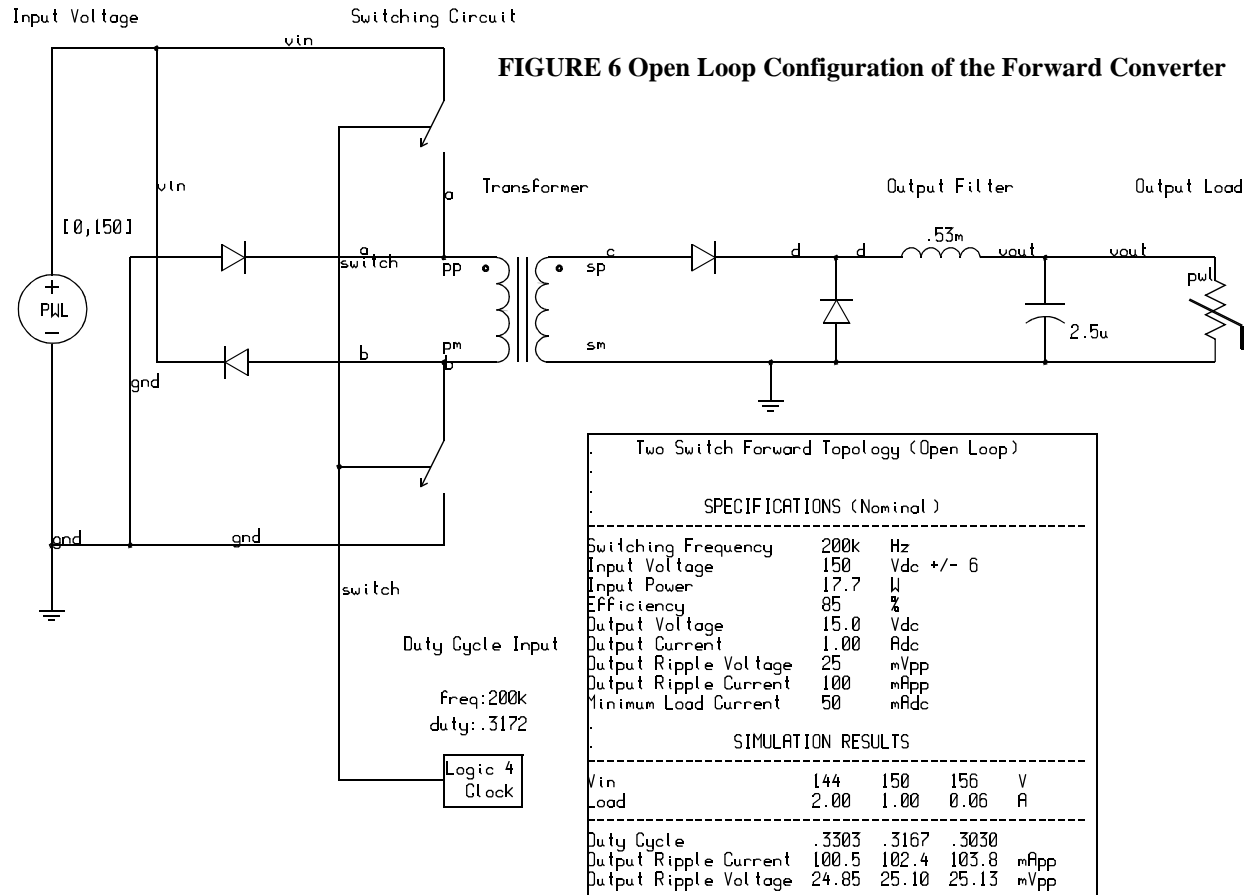 Input Voltage
Switching Circuit
vin
FIGURE 6 Open Loop Configuration of the Forward Converter
vin
a
Transformer
Output Filter
Output Load
[0,150]
.53m
a
switch
pp
c
sp
d
d
vout
vout
pwl
+
PWL
−
2.5u
b
pm
b
sm
gnd
gnd
gnd
switch
Duty Cycle Input
freq:200k
duty:.3172
Logic 4
Clock
Two Switch Forward Topology (Open Loop)
SPECIFICATIONS (Nominal)
Switching Frequency 200k Hz
Input Voltage 150 Vdc +/- 6
Input Power 17.7 W
Efficiency 85 %
Output Voltage 15.0 Vdc
Output Current 1.00 Adc
Output Ripple Voltage 25 mVpp
Output Ripple Current 100 mApp
Minimum Load Current 50 mAdc
SIMULATION RESULTS
Vin 144 150 156 V
Load 2.00 1.00 0.06 A
Duty Cycle .3303 .3167 .3030
Output Ripple Current 100.5 102.4 103.8 mApp
Output Ripple Voltage 24.85 25.10 25.13 mVpp